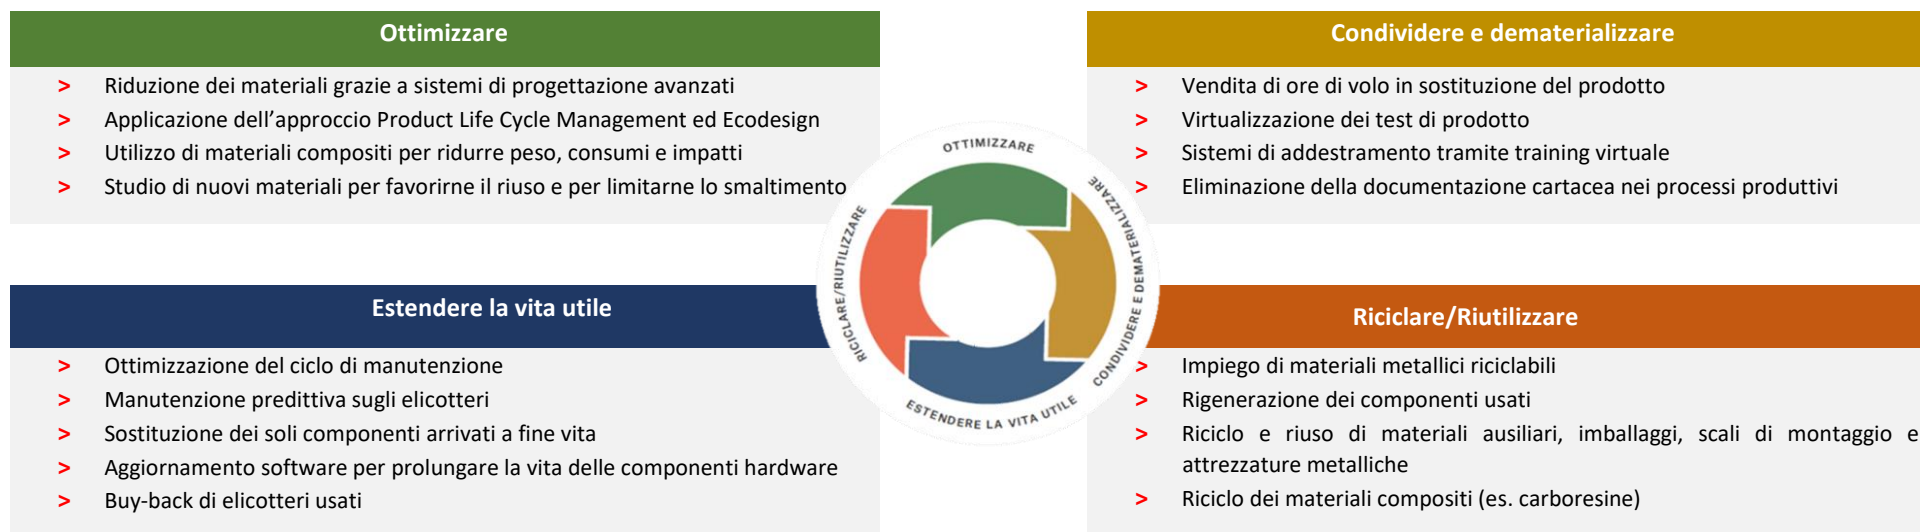 Ottimizzare
> Riduzione dei materiali grazie a sistemi di progettazione avanzati
> Applicazione dell’approccio Product Life Cycle Management ed Ecodesign
> Utilizzo di materiali compositi per ridurre peso, consumi e impatti
> Studio di nuovi materiali per favorirne il riuso e per limitarne lo smaltimento
Condividere e dematerializzare
> Vendita di ore di volo in sostituzione del prodotto
> Virtualizzazione dei test di prodotto
> Sistemi di addestramento tramite training virtuale
> Eliminazione della documentazione cartacea nei processi produttivi
OTTIMIZZARE
CONDIVIDERE E DEMATERIALIZZARE
ESTENDERE LA VITA UTILE
RICICLARE/RIUTILIZZARE
Estendere la vita utile
> Ottimizzazione del ciclo di manutenzione
> Manutenzione predittiva sugli elicotteri
> Sostituzione dei soli componenti arrivati a fine vita
> Aggiornamento software per prolungare la vita delle componenti hardware
> Buy-back di elicotteri usati
Riciclare/Riutilizzare
> Impiego di materiali metallici riciclabili
> Rigenerazione dei componenti usati
> Riciclo e riuso di materiali ausiliari, imballaggi, scali di montaggio e
attrezzature metalliche
> Riciclo dei materiali compositi (es. carboresine)